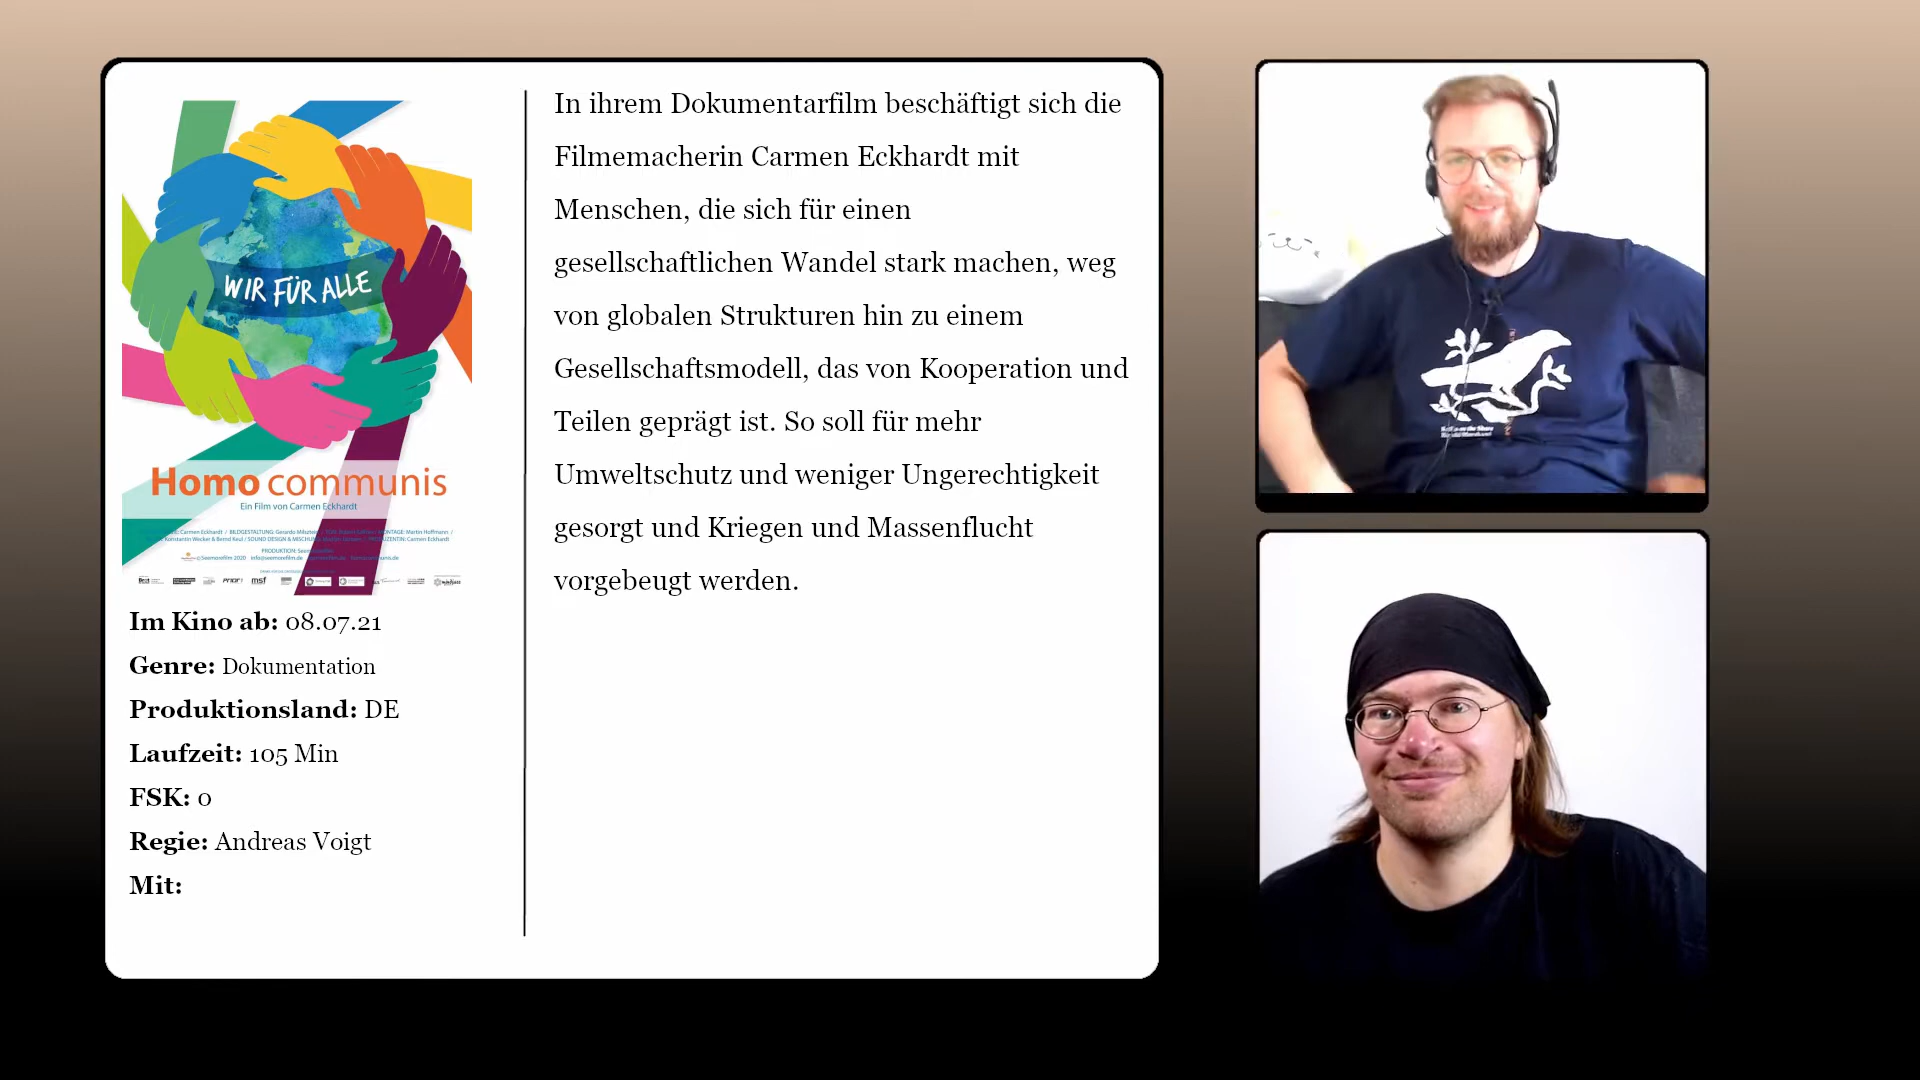 WIR FÜR ALLE
Homo communis
Ein Film von Carmen Eckhardt
Im Kino ab: 08.07.21
Genre: Dokumentation
Produktionsland: DE
Laufzeit: 105 Min
FSK: 0
Regie: Andreas Voigt
Mit:
In ihrem Dokumentarfilm beschäftigt sich die
Filmemacherin Carmen Eckhardt mit
Menschen, die sich für einen
gesellschaftlichen Wandel stark machen, weg
von globalen Strukturen hin zu einem
Gesellschaftsmodell, das von Kooperation und
Teilen geprägt ist. So soll für mehr
Umweltschutz und weniger Ungerechtigkeit
gesorgt und Kriegen und Massenflucht
vorgebeugt werden.